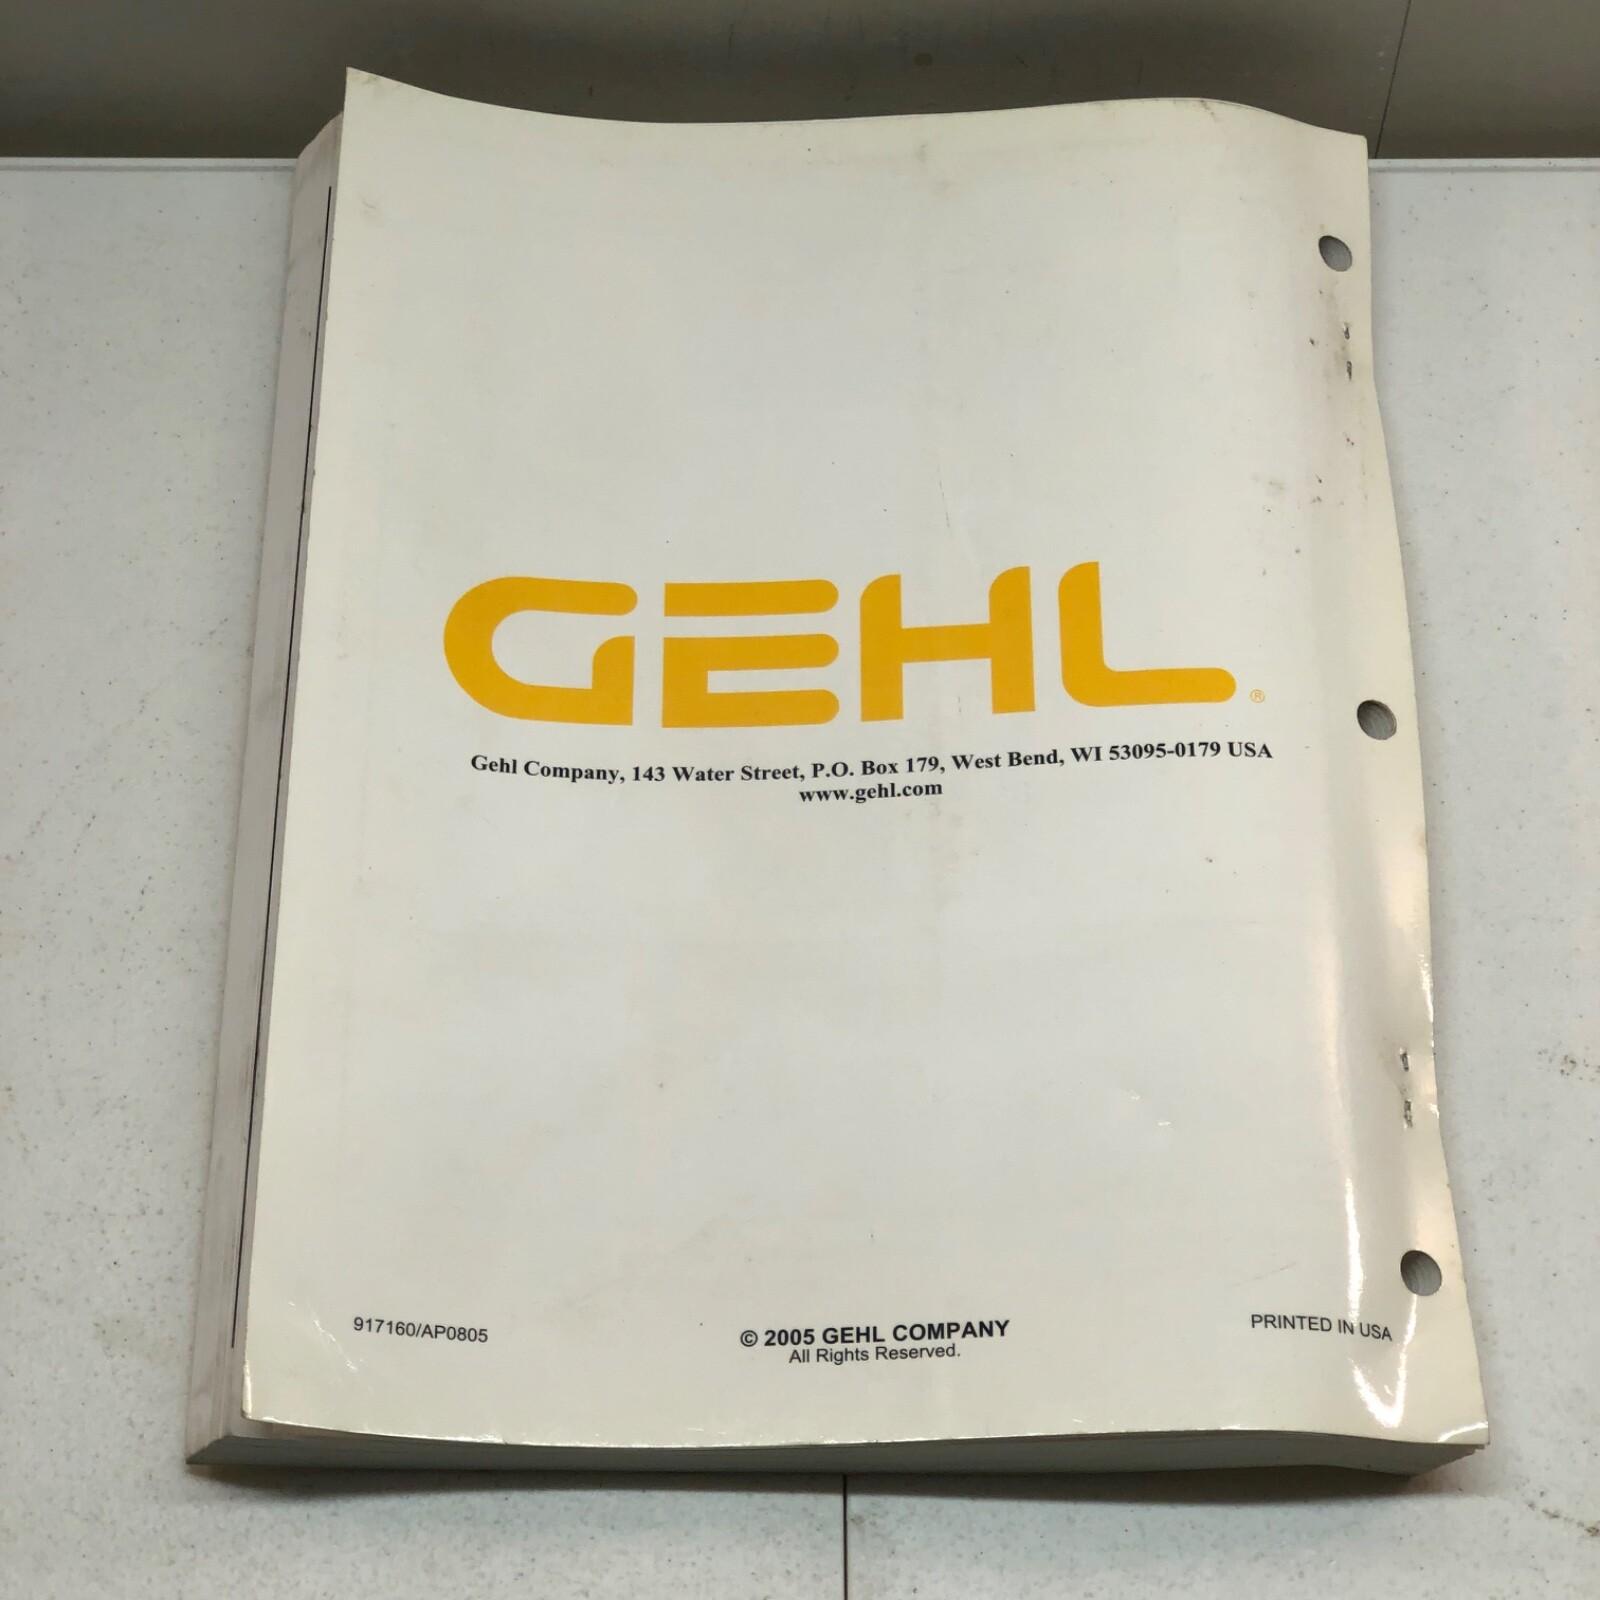 GEHL®
Gehl Company, 143 Water Street, P.O. Box 179, West Bend, WI 53095-0179 USA
www.gehl.com
917160/AP0805
© 2005 GEHL COMPANY
All Rights Reserved.
PRINTED IN USA